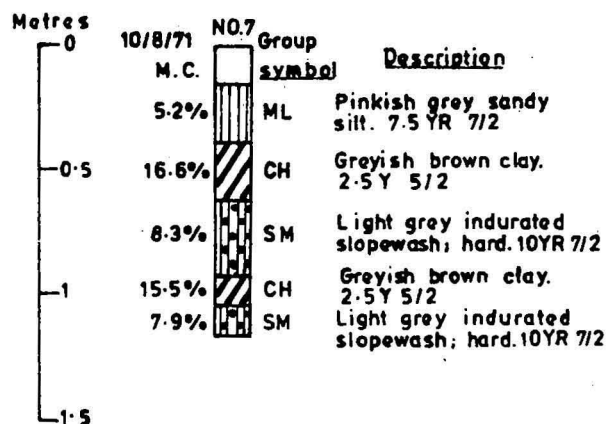 Metres
0
0.5
1
1.5
10/8/71 NO.7 Group
M.C. symbol Description
5.2% ML Pinkish grey sandy
silt. 7.5 YR 7/2
16.6% CH Greyish brown clay.
2.5 Y 5/2
8.3% SM Light grey indurated
slopewash; hard. 10YR 7/2
15.5% CH Greyish brown clay.
2.5 Y 5/2
7.9% SM Light grey indurated
slopewash; hard. 10YR 7/2